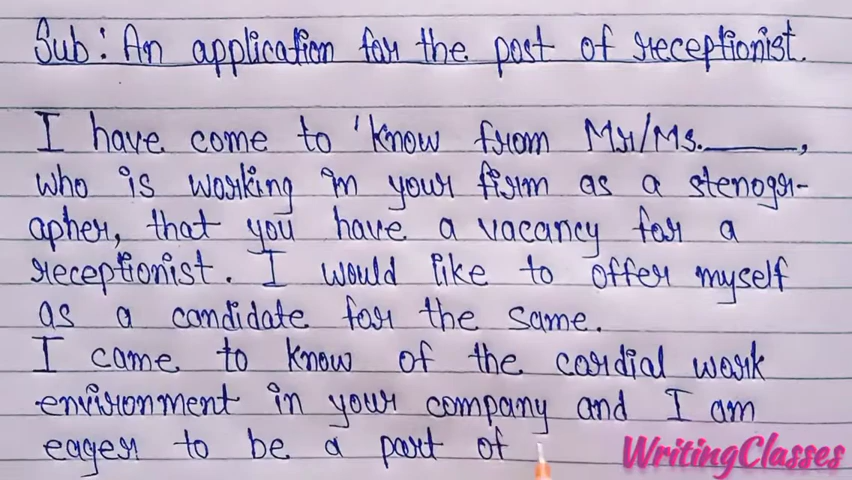 Sub: An application for the post of receptionist.
I have come to 'know from Mr/Ms.______,
who is working in your firm as a stenogr-
apher, that you have a vacancy for a
receptionist. I would like to offer myself
as a candidate for the same.
I came to know of the cordial work
environment in your company and I am
eager to be a part of
WritingClasses